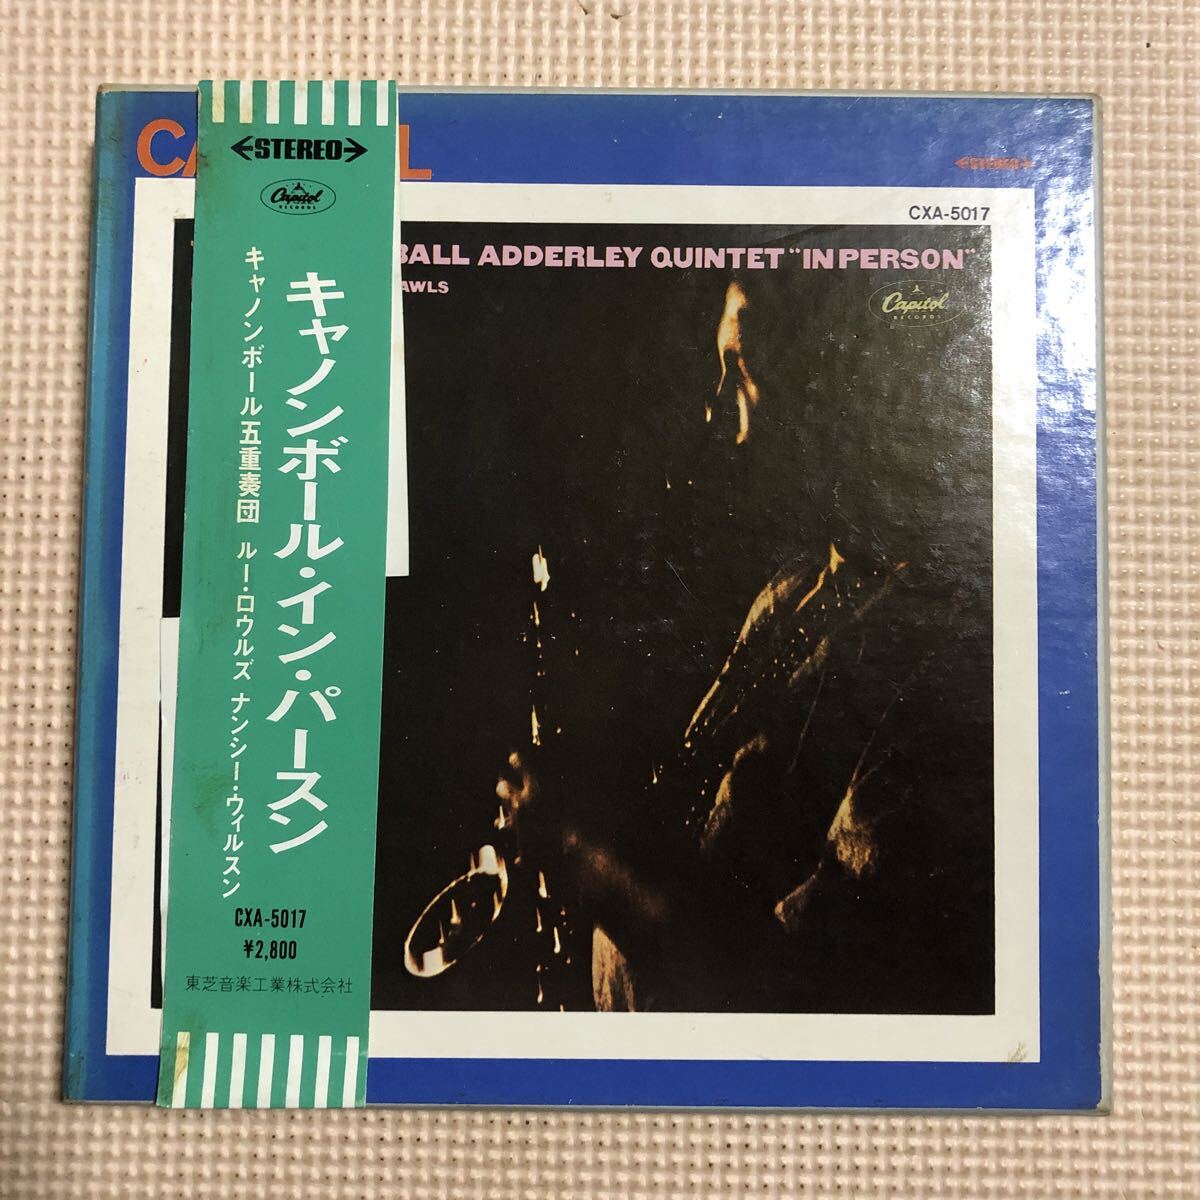 ←STEREO→
Capitol
RECORDS
キャノンボール・イン・パースン
キャノンボール五重奏団 ルー・ロウルズ ナンシー・ウィルスン
CXA-5017
¥2,800
東芝音楽工業株式会社
CA
L
←STEREO→
CXA-5017
BALL ADDERLEY QUINTET "IN PERSON"
AWLS
Capitol
RECORDS